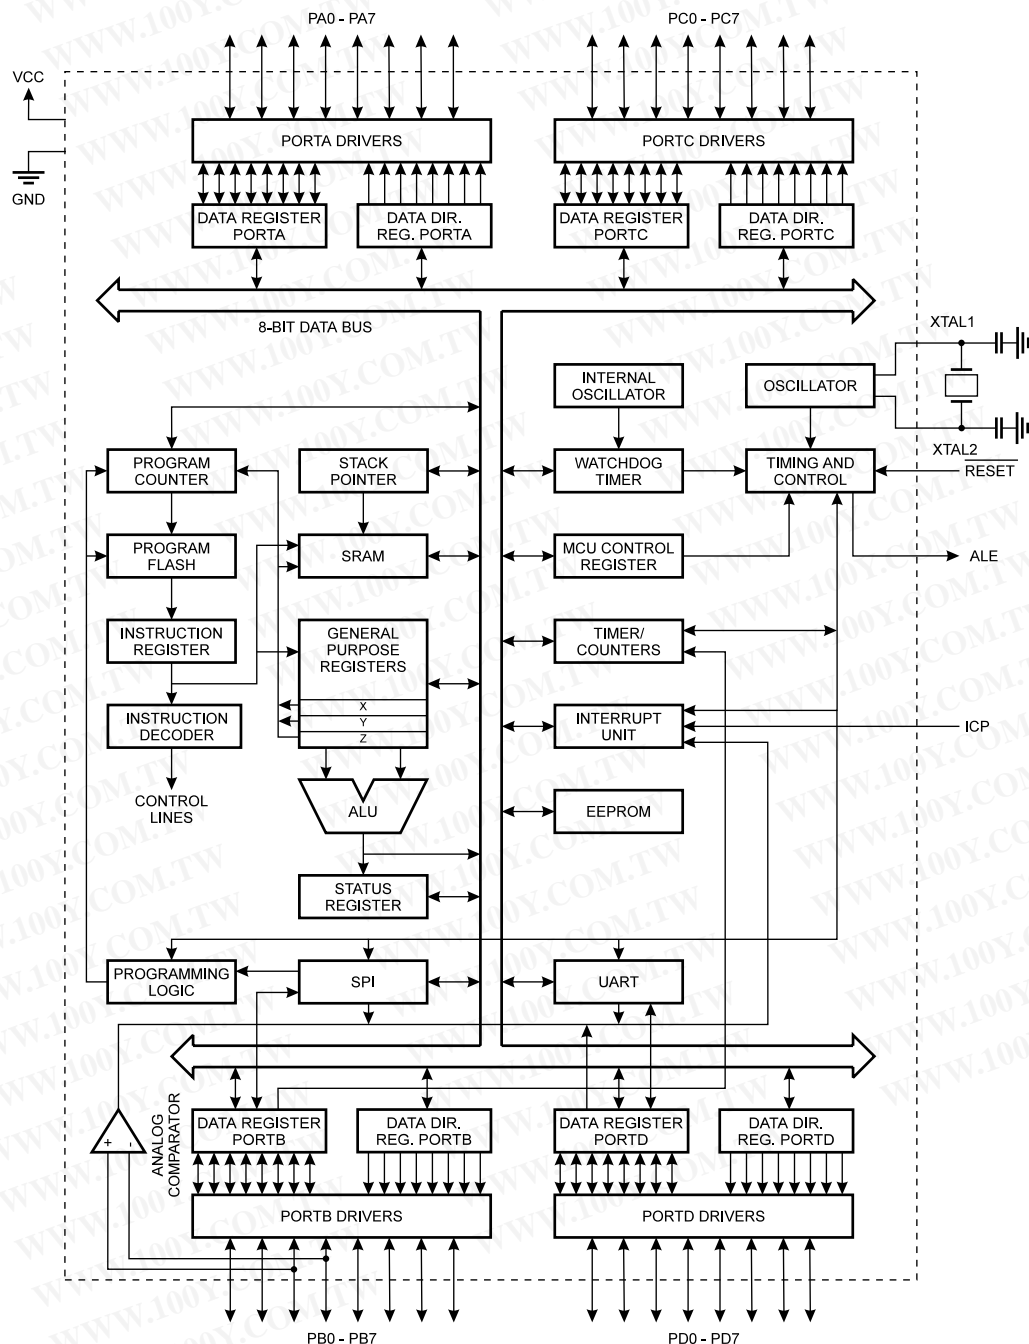 PA0 - PA7
PC0 - PC7
VCC
GND
PORTA DRIVERS
PORTC DRIVERS
DATA REGISTER
PORTA
DATA DIR.
REG. PORTA
DATA REGISTER
PORTC
DATA DIR.
REG. PORTC
8-BIT DATA BUS
XTAL1
INTERNAL
OSCILLATOR
OSCILLATOR
XTAL2
PROGRAM
COUNTER
STACK
POINTER
WATCHDOG
TIMER
TIMING AND
CONTROL
RESET
PROGRAM
FLASH
SRAM
MCU CONTROL
REGISTER
ALE
INSTRUCTION
REGISTER
GENERAL
PURPOSE
REGISTERS
X
Y
Z
TIMER/
COUNTERS
INSTRUCTION
DECODER
INTERRUPT
UNIT
ICP
CONTROL
LINES
ALU
EEPROM
STATUS
REGISTER
PROGRAMMING
LOGIC
SPI
UART
ANALOG
COMPARATOR
+
-
DATA REGISTER
PORTB
DATA DIR.
REG. PORTB
DATA REGISTER
PORTD
DATA DIR.
REG. PORTD
PORTB DRIVERS
PORTD DRIVERS
PB0 - PB7
PD0 - PD7
WWW.100Y.COM.TW